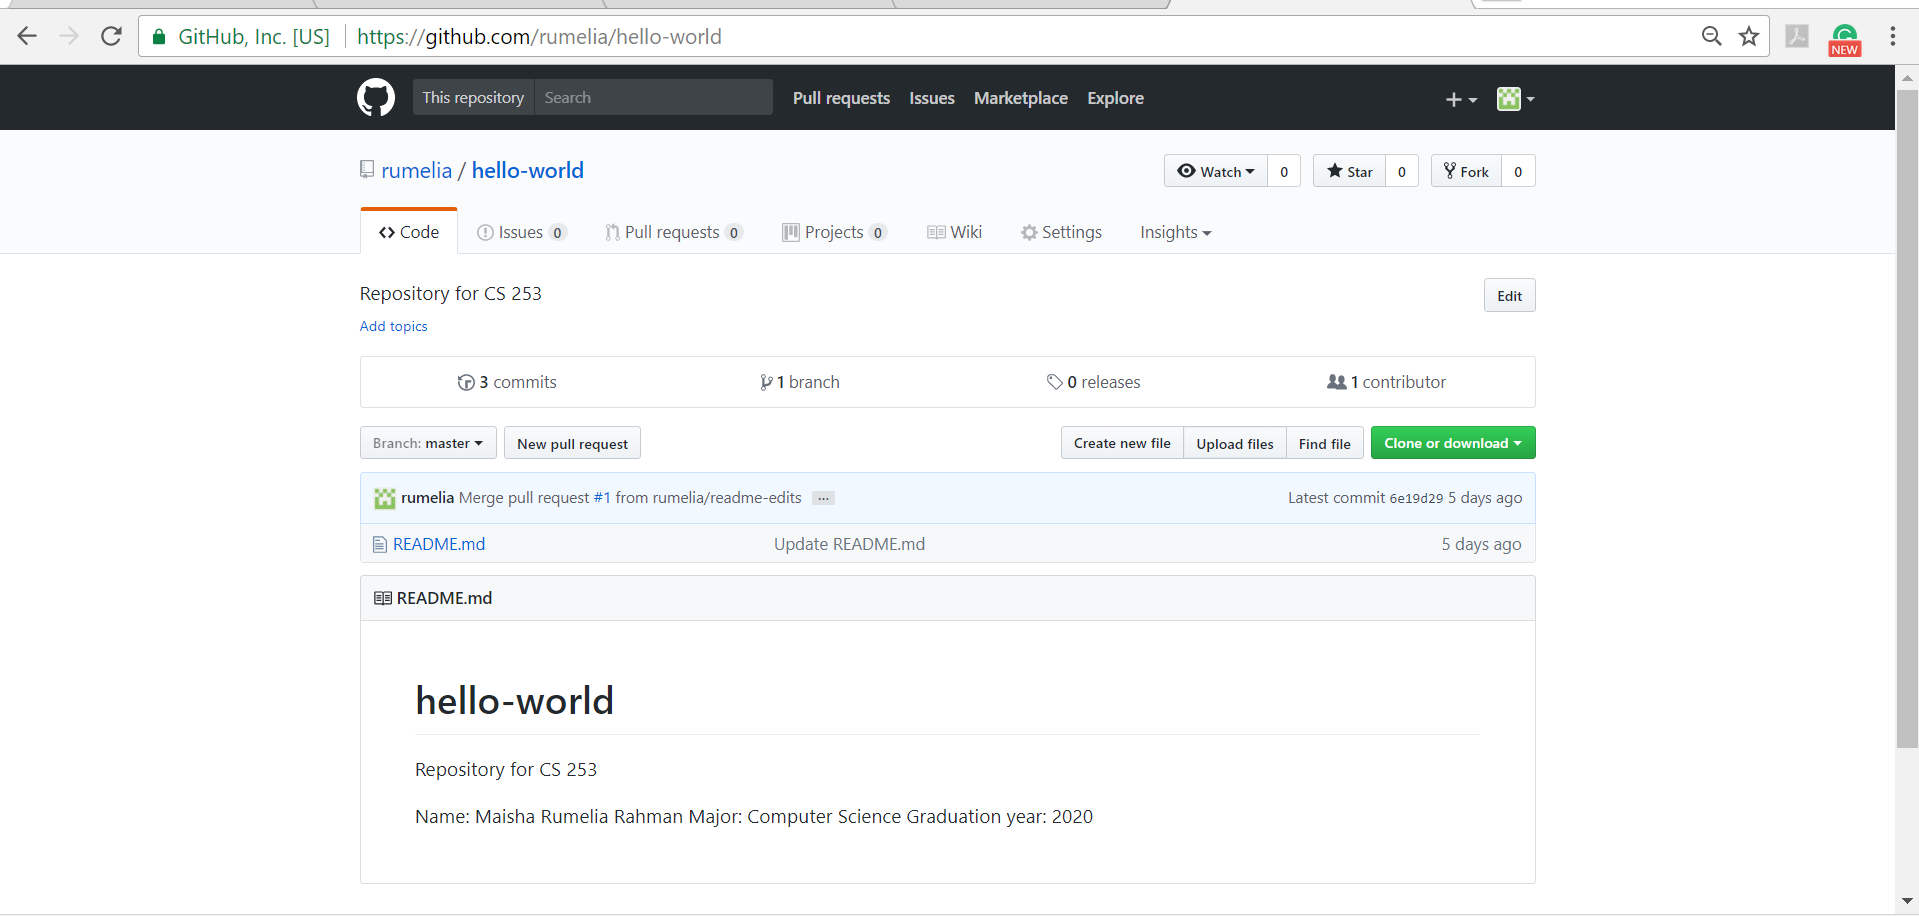 GitHub, Inc. [US] https://github.com/rumelia/hello-world
NEW
This repository Search Pull requests Issues Marketplace Explore
rumelia / hello-world Watch 0 Star 0 Fork 0
Code Issues 0 Pull requests 0 Projects 0 Wiki Settings Insights
Repository for CS 253 Edit
Add topics
3 commits 1 branch 0 releases 1 contributor
Branch: master New pull request Create new file Upload files Find file Clone or download
rumelia Merge pull request #1 from rumelia/readme-edits ... Latest commit 6e19d29 5 days ago
README.md Update README.md 5 days ago
README.md
hello-world
Repository for CS 253
Name: Maisha Rumelia Rahman Major: Computer Science Graduation year: 2020